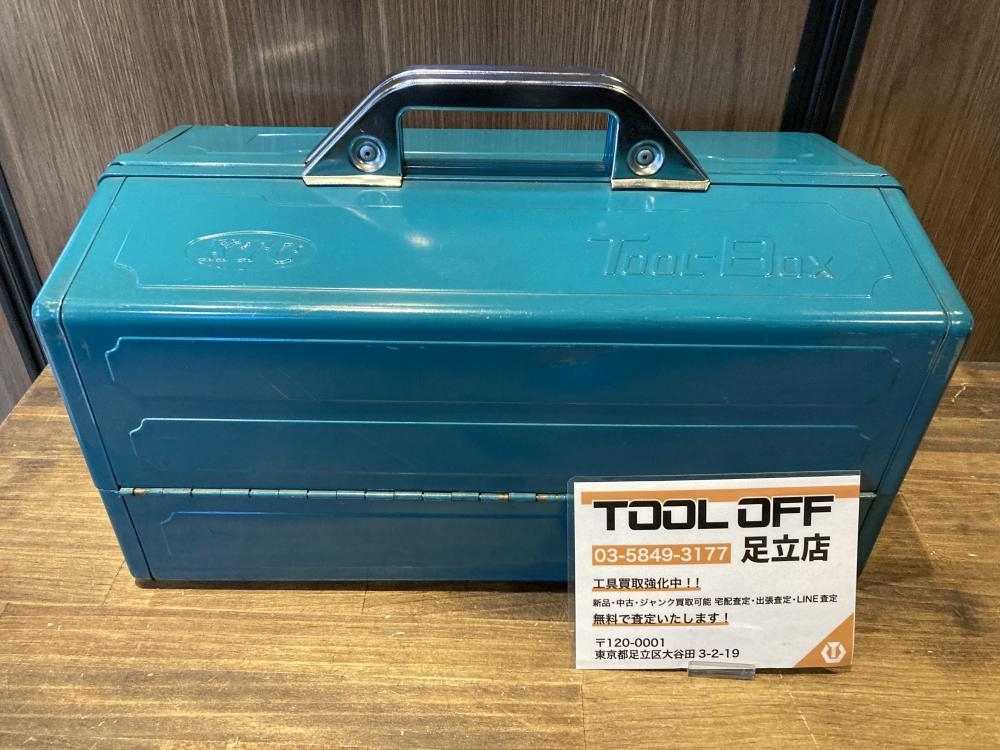 Tool Box
TOOL OFF
03-5849-3177 足立店
工具買取強化中!!
新品・中古・ジャンク買取可能 宅配査定・出張査定・LINE査定
無料で査定いたします!
〒120-0001
東京都足立区大谷田 3-2-19